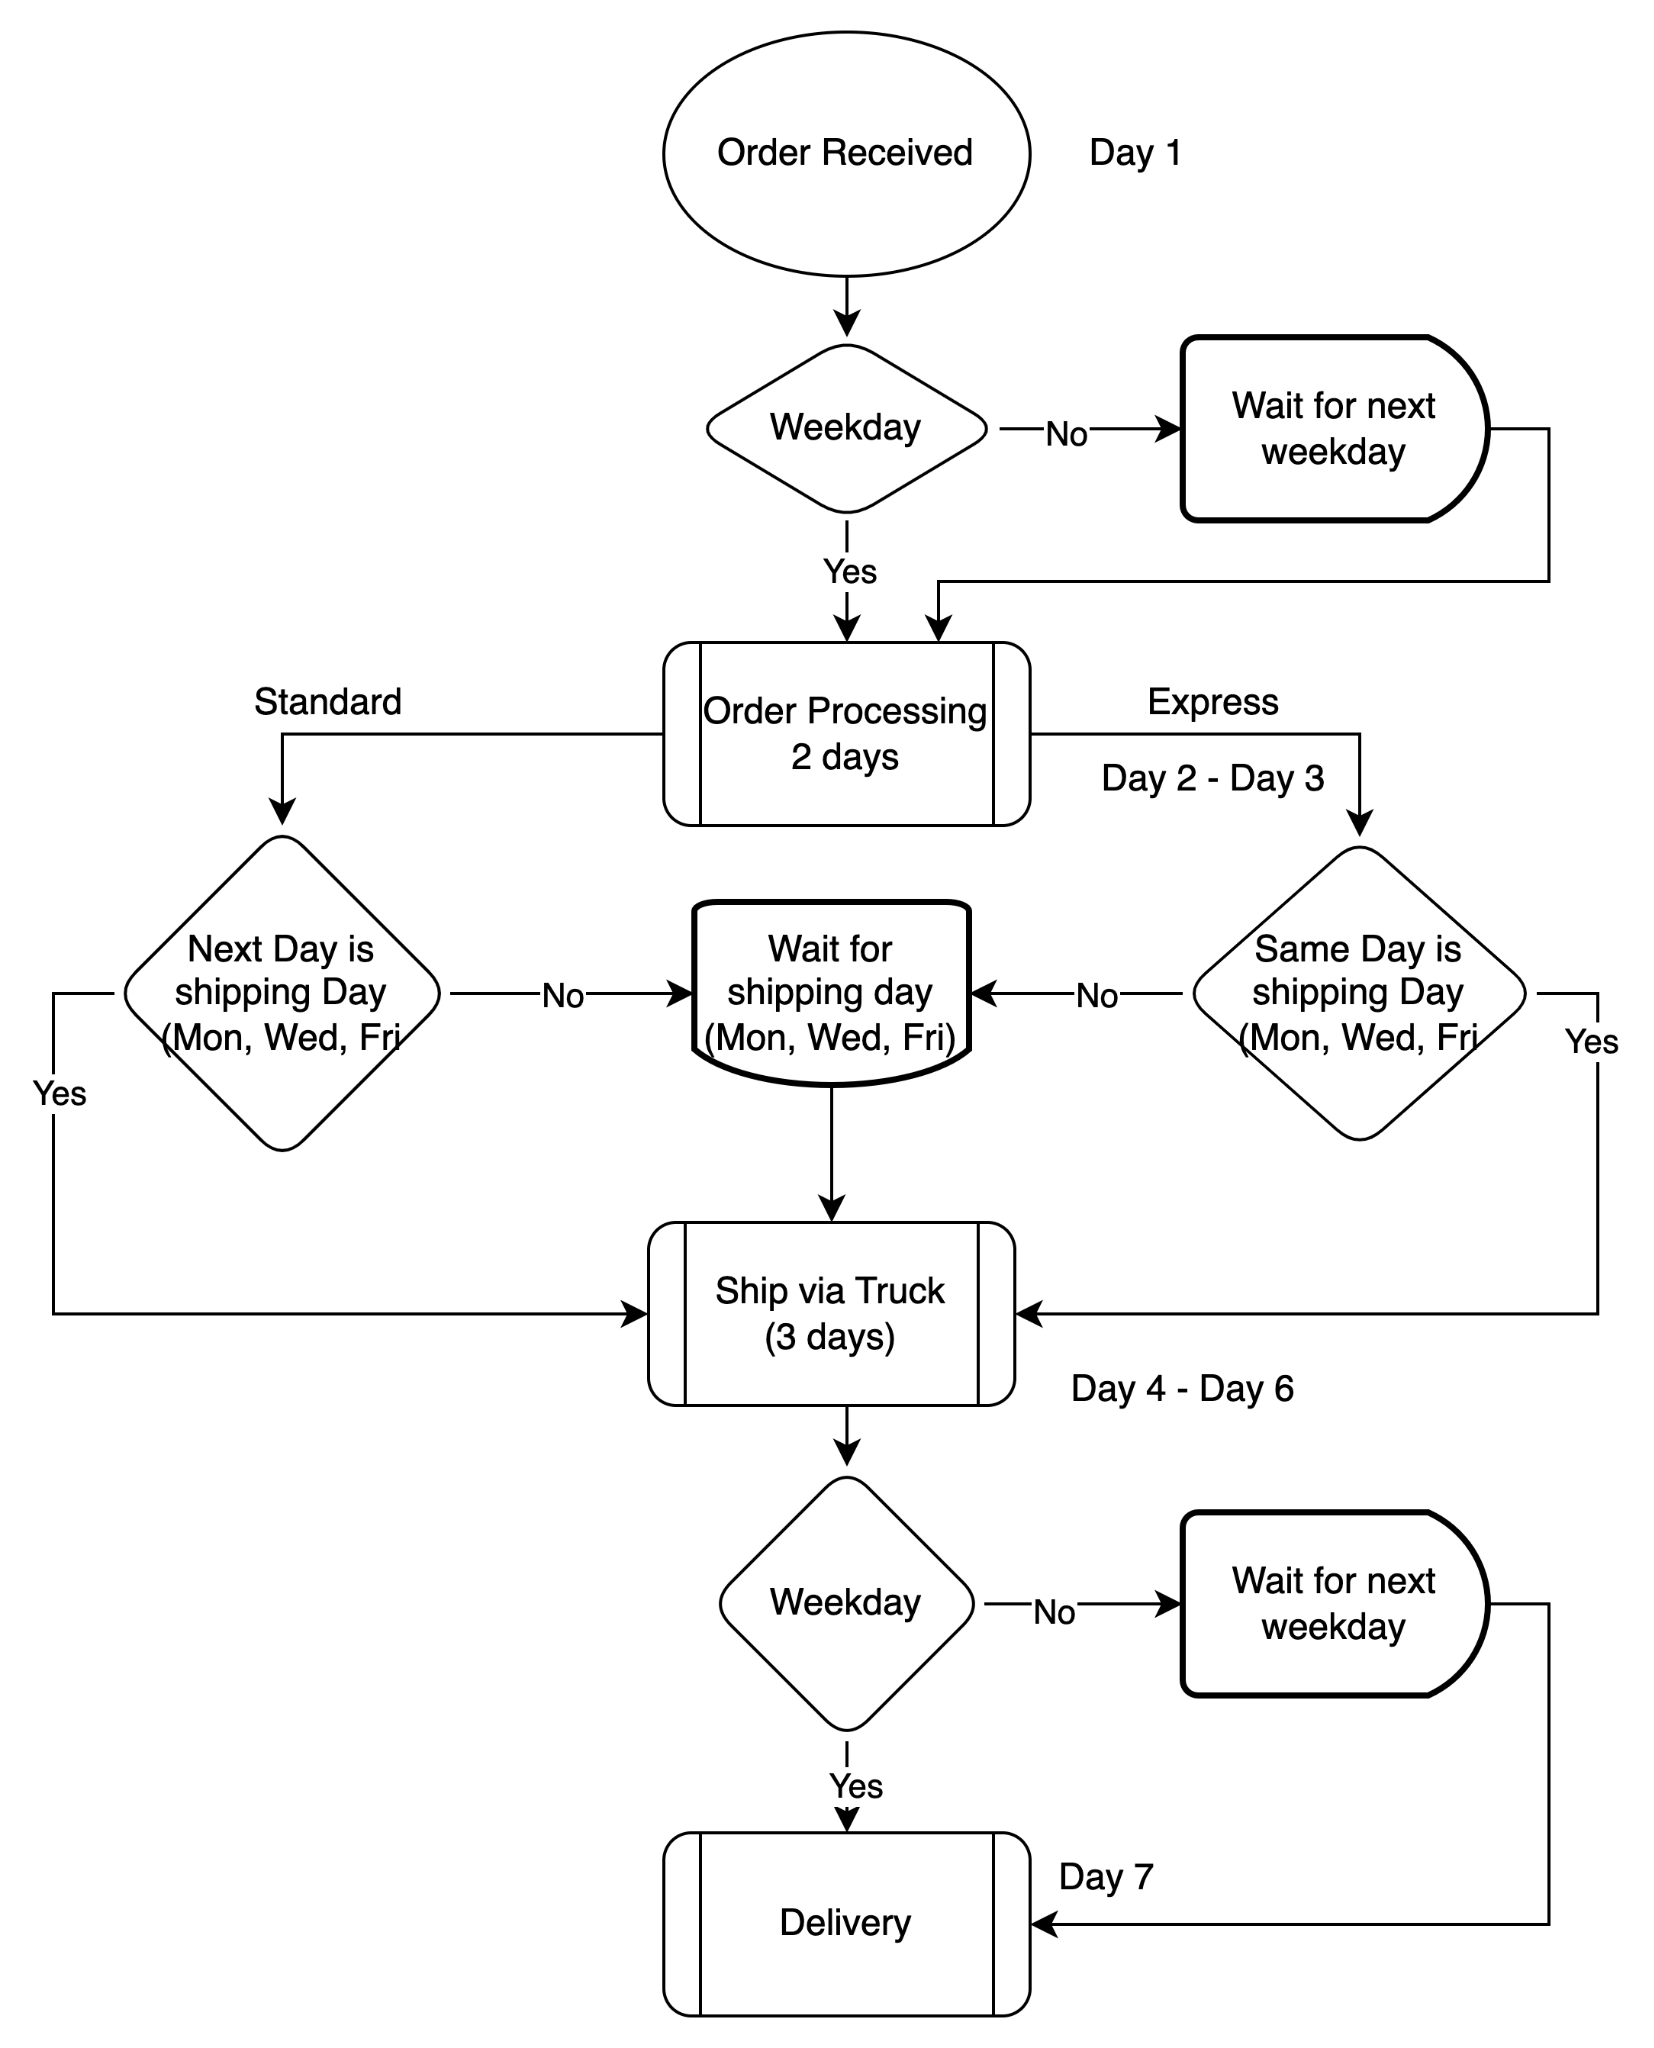 Order Received
Day 1
Weekday
No
Wait for next
weekday
Yes
Standard
Order Processing
2 days
Express
Day 2 - Day 3
Next Day is
shipping Day
(Mon, Wed, Fri
No
Wait for
shipping day
(Mon, Wed, Fri)
No
Same Day is
shipping Day
(Mon, Wed, Fri
Yes
Yes
Ship via Truck
(3 days)
Day 4 - Day 6
Weekday
No
Wait for next
weekday
Yes
Day 7
Delivery